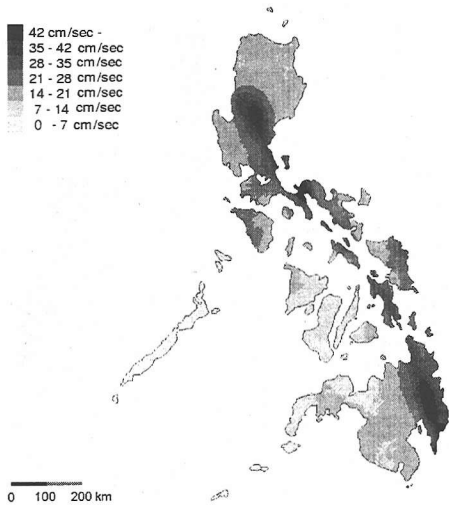 42 cm/sec -
35 - 42 cm/sec
28 - 35 cm/sec
21 - 28 cm/sec
14 - 21 cm/sec
7 - 14 cm/sec
0 - 7 cm/sec
0 100 200 km